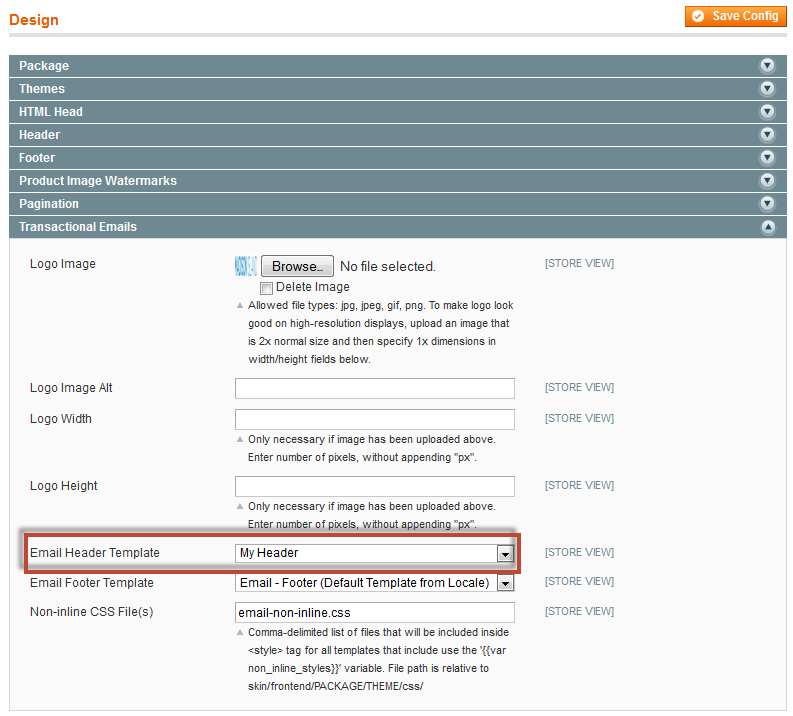 Design
Save Config
Package
Themes
HTML Head
Header
Footer
Product Image Watermarks
Pagination
Transactional Emails
Logo Image
Browse... No file selected.
[STORE VIEW]
Delete Image
Allowed file types: jpg, jpeg, gif, png. To make logo look
good on high-resolution displays, upload an image that
is 2x normal size and then specify 1x dimensions in
width/height fields below.
Logo Image Alt
[STORE VIEW]
Logo Width
[STORE VIEW]
Only necessary if image has been uploaded above.
Enter number of pixels, without appending "px".
Logo Height
[STORE VIEW]
Only necessary if image has been uploaded above.
Enter number of pixels, without appending "px".
Email Header Template
My Header
[STORE VIEW]
Email Footer Template
Email - Footer (Default Template from Locale)
[STORE VIEW]
Non-inline CSS File(s)
email-non-inline.css
[STORE VIEW]
Comma-delimited list of files that will be included inside
<style> tag for all templates that include use the '{{var
non_inline_styles}}' variable. File path is relative to
skin/frontend/PACKAGE/THEME/css/